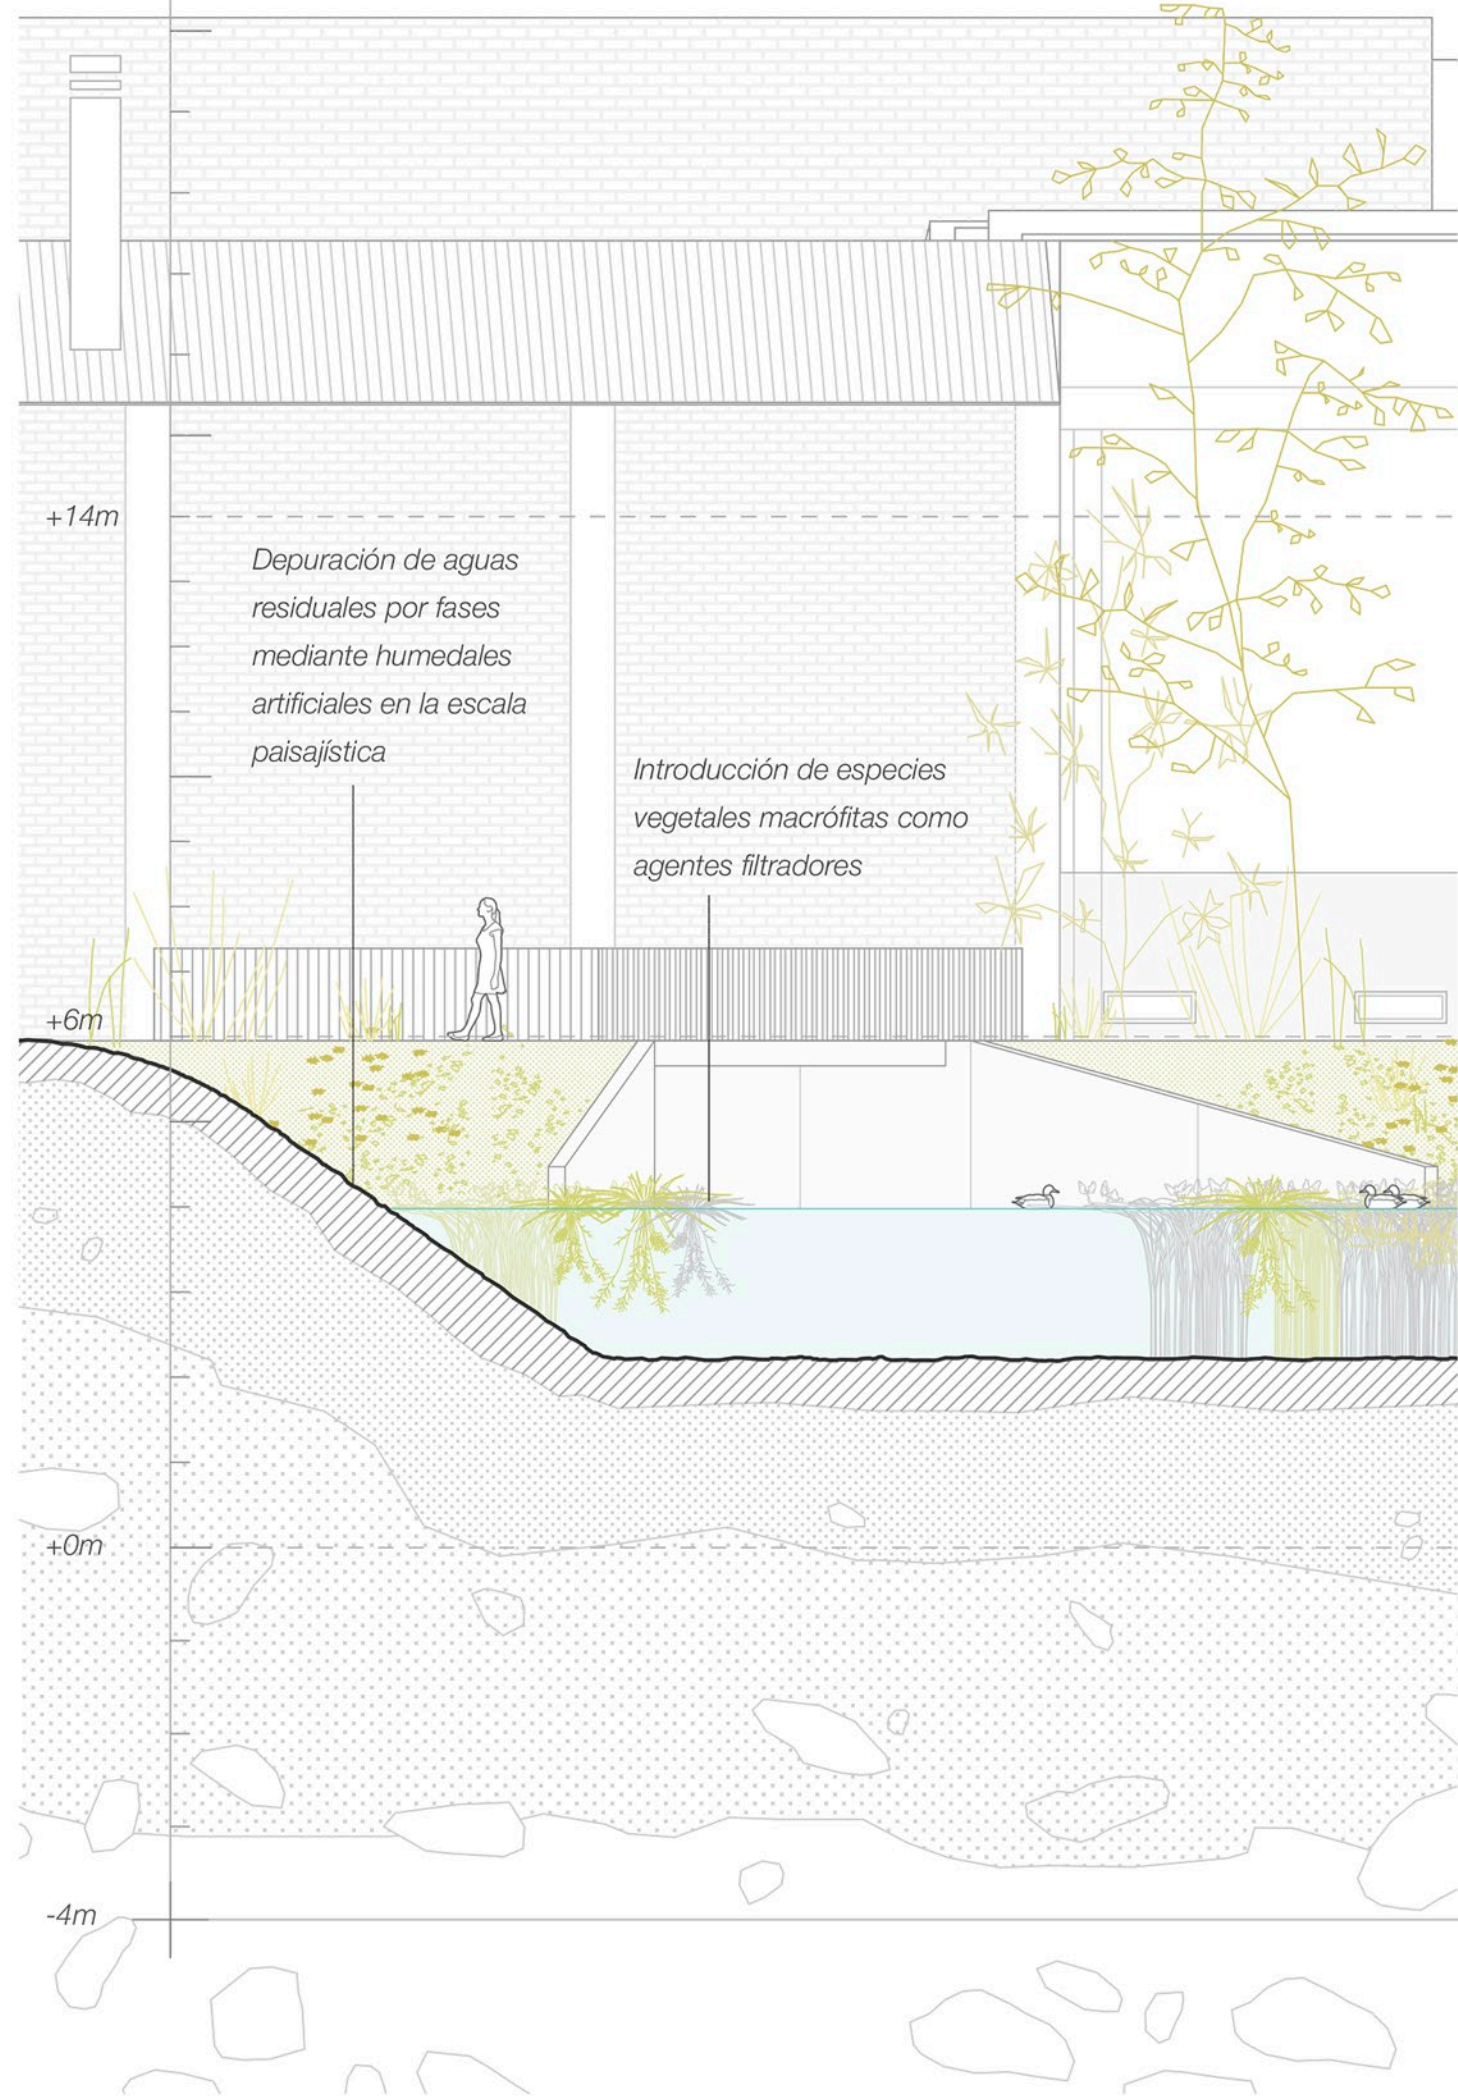 +14m
Depuración de aguas
residuales por fases
mediante humedales
artificiales en la escala
paisajística
Introducción de especies
vegetales macrófitas como
agentes filtradores
+6m
+0m
-4m